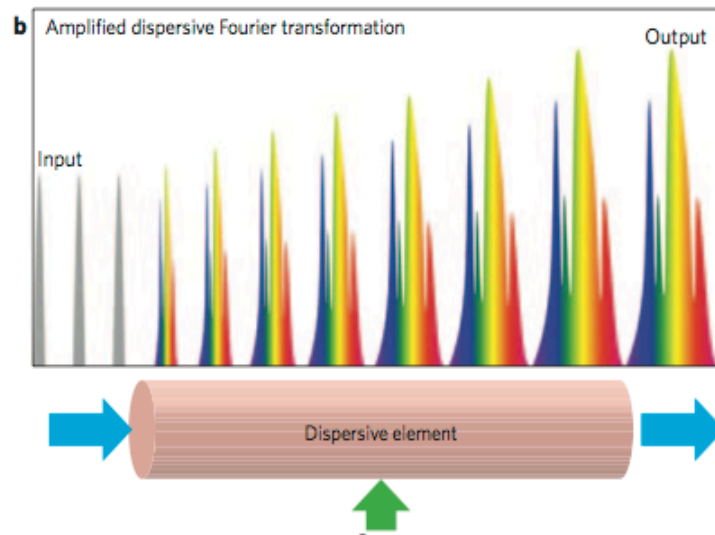 b Amplified dispersive Fourier transformation
Output
Input
Dispersive element